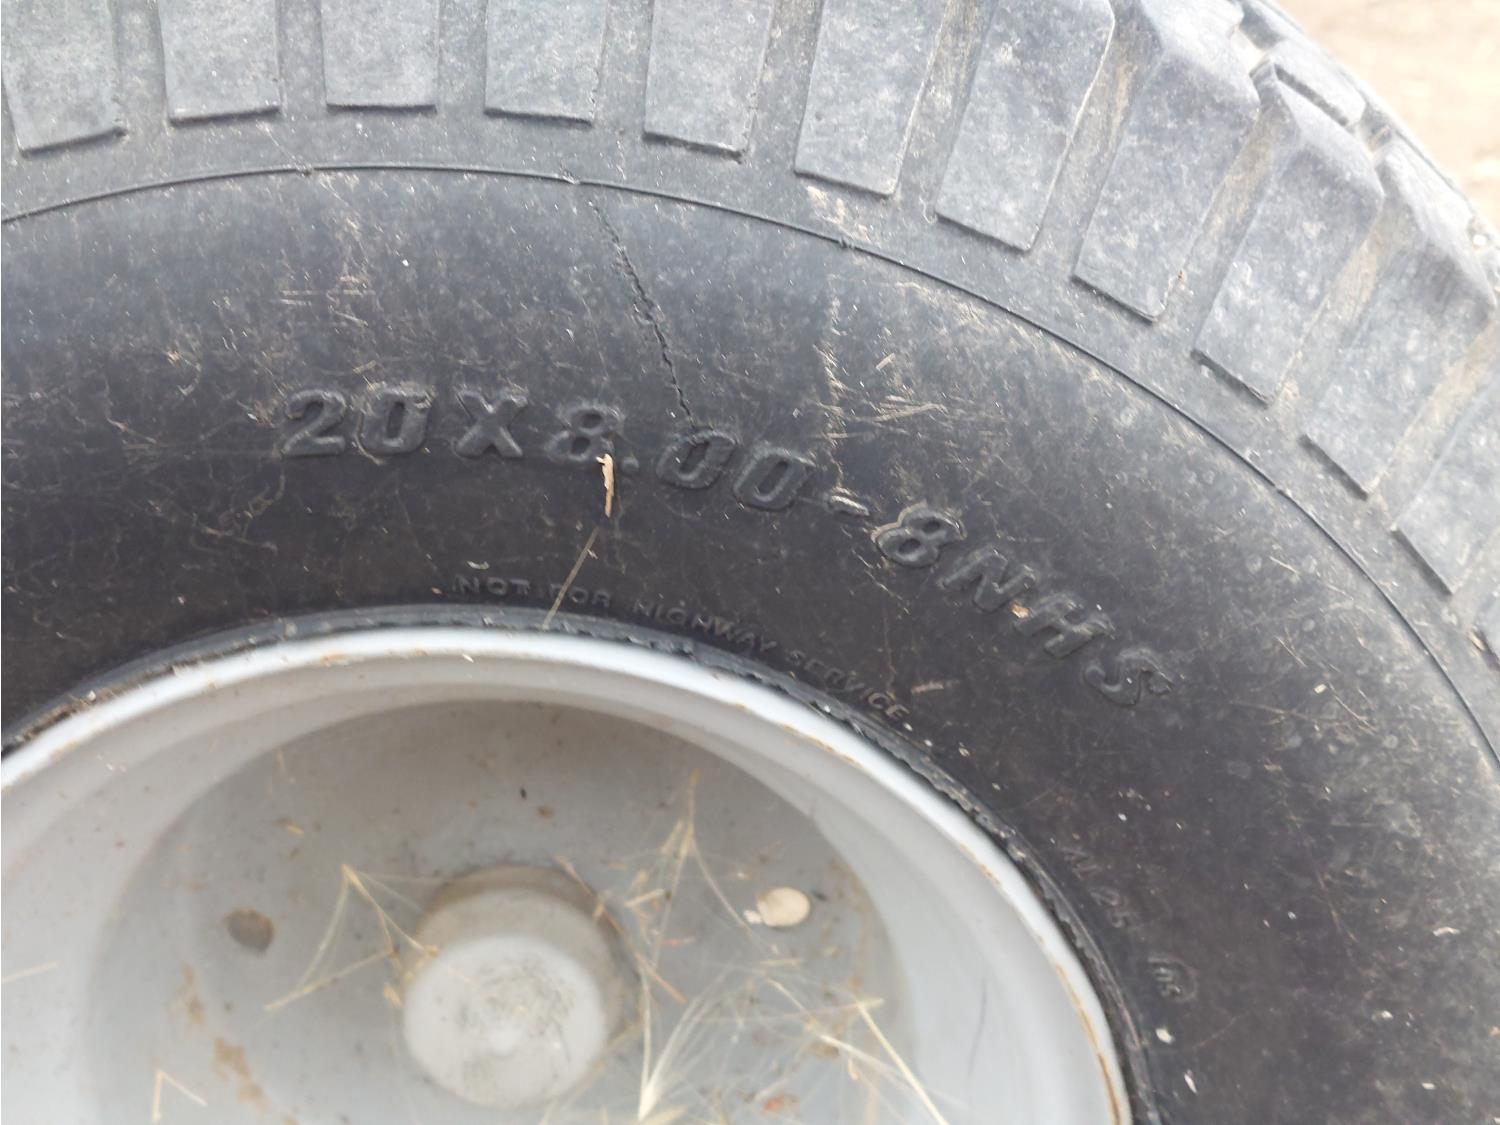 20X8.00-8NHS
NOT FOR HIGHWAY SERVICE